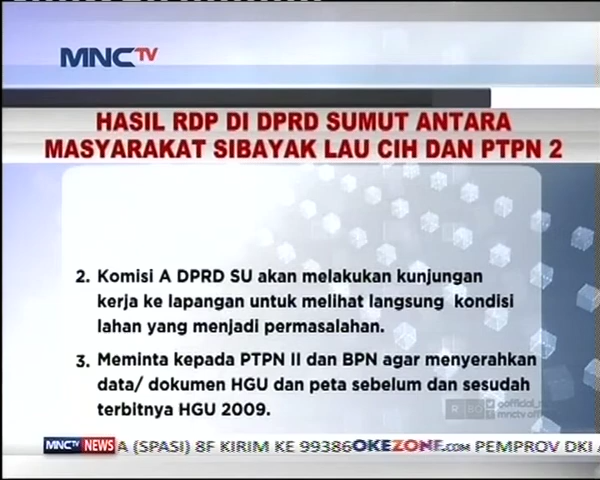 MNCTV
HASIL RDP DI DPRD SUMUT ANTARA
MASYARAKAT SIBAYAK LAU CIH DAN PTPN 2
2. Komisi A DPRD SU akan melakukan kunjungan
kerja ke lapangan untuk melihat langsung kondisi
lahan yang menjadi permasalahan.
3. Meminta kepada PTPN II dan BPN agar menyerahkan
data/ dokumen HGU dan peta sebelum dan sesudah
terbitnya HGU 2009.
MNCTV NEWS A (SPASI) 8F KIRIM KE 99386 OKEZONE.COM PEMPROV DKI